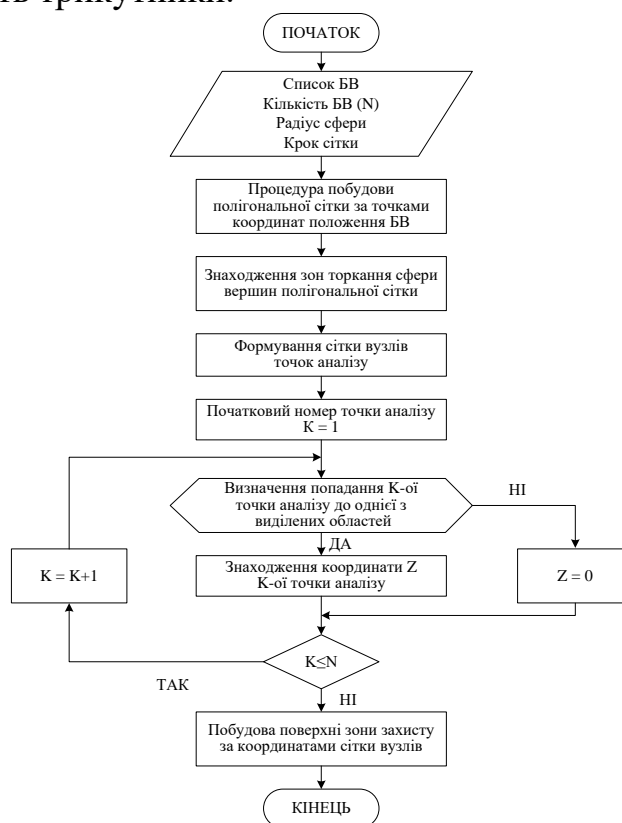 ПОЧАТОК
Список БВ
Кількість БВ (N)
Радіус сфери
Крок сітки
Процедура побудови
полігональної сітки за точками
координат положення БВ
Знаходження зон торкання сфери
вершин полігональної сітки
Формування сітки вузлів
точок аналізу
Початковий номер точки аналізу
К = 1
Визначення попадання К-ої
точки аналізу до однієї з
виділених областей
НІ
ДА
K = K+1
Знаходження координати Z
К-ої точки аналізу
Z = 0
K≤N
ТАК
НІ
Побудова поверхні зони захисту
за координатами сітки вузлів
КІНЕЦЬ